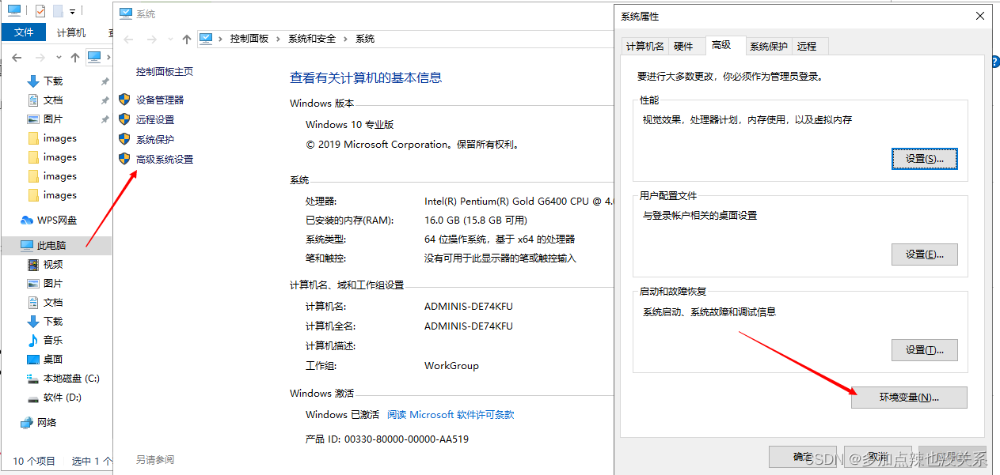 文件
计算机
下载
文档
图片
images
images
images
images
WPS网盘
此电脑
视频
图片
文档
下载
音乐
桌面
本地磁盘 (C:)
软件 (D:)
网络
10 个项目 选中 1 个
系统
控制面板 › 系统和安全 › 系统
控制面板主页
设备管理器
远程设置
系统保护
高级系统设置
另请参阅
查看有关计算机的基本信息
Windows 版本
Windows 10 专业版
© 2019 Microsoft Corporation。保留所有权利。
系统
处理器: Intel(R) Pentium(R) Gold G6400 CPU @ 4.0
已安装的内存(RAM): 16.0 GB (15.8 GB 可用)
系统类型: 64 位操作系统，基于 x64 的处理器
笔和触控: 没有可用于此显示器的笔或触控输入
计算机名、域和工作组设置
计算机名: ADMINIS-DE74KFU
计算机全名: ADMINIS-DE74KFU
计算机描述:
工作组: WorkGroup
Windows 激活
Windows 已激活 阅读 Microsoft 软件许可条款
产品 ID: 00330-80000-00000-AA519
系统属性
计算机名 硬件 高级 系统保护 远程
要进行大多数更改，你必须作为管理员登录。
性能
视觉效果，处理器计划，内存使用，以及虚拟内存
设置(S)...
用户配置文件
与登录帐户相关的桌面设置
设置(E)...
启动和故障恢复
系统启动、系统故障和调试信息
设置(T)...
环境变量(N)...
确定 取消
CSDN @多加点辣也没关系